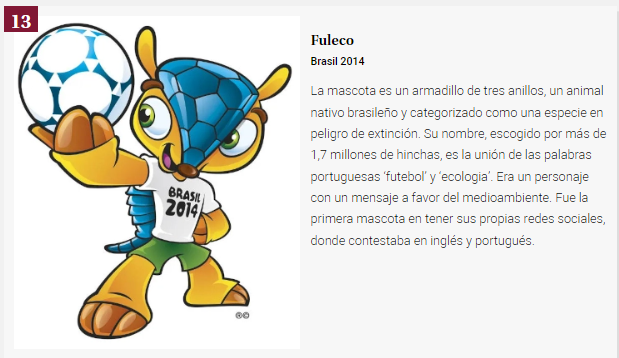 13
Fuleco
Brasil 2014
La mascota es un armadillo de tres anillos, un animal
nativo brasileño y categorizado como una especie en
peligro de extinción. Su nombre, escogido por más de
1,7 millones de hinchas, es la unión de las palabras
portuguesas ‘futebol’ y ‘ecologia’. Era un personaje
con un mensaje a favor del medioambiente. Fue la
primera mascota en tener sus propias redes sociales,
donde contestaba en inglés y portugués.
BRASIL
2014
©®